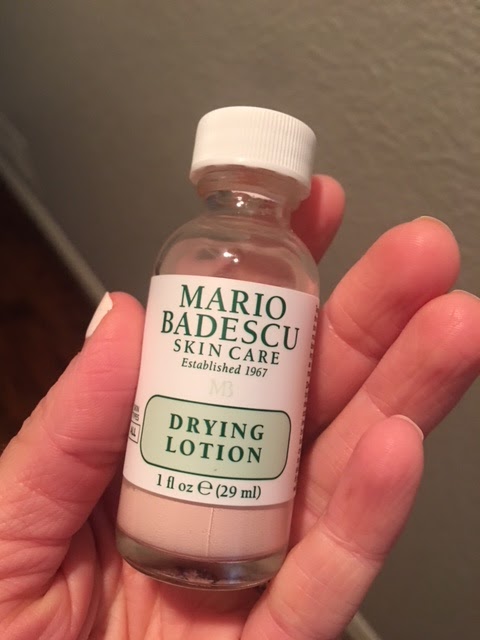 MARIO
BADESCU
SKIN CARE
Established 1967
MB
DRYING
LOTION
1 fl oz ℮ (29 ml)